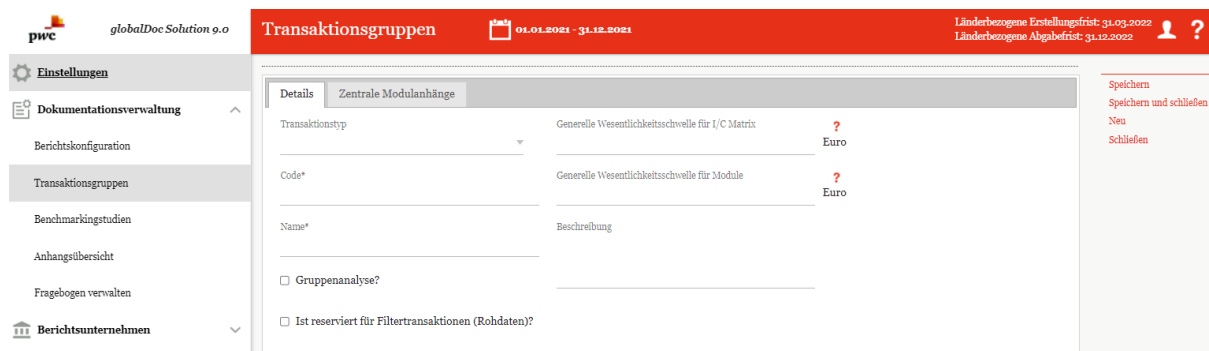 pwc
globalDoc Solution 9.0
Transaktionsgruppen
01.01.2021 - 31.12.2021
Länderbezogene Erstellungsfrist: 31.03.2022
Länderbezogene Abgabefrist: 31.12.2022
?
Einstellungen
Dokumentationsverwaltung
Berichtskonfiguration
Transaktionsgruppen
Benchmarkingstudien
Anhangsübersicht
Fragebogen verwalten
Berichtsunternehmen
Details
Zentrale Modulanhänge
Transaktionstyp
Generelle Wesentlichkeitsschwelle für I/C Matrix
?
Euro
Code*
Generelle Wesentlichkeitsschwelle für Module
?
Euro
Name*
Beschreibung
Gruppenanalyse?
Ist reserviert für Filtertransaktionen (Rohdaten)?
Speichern
Speichern und schließen
Neu
Schließen